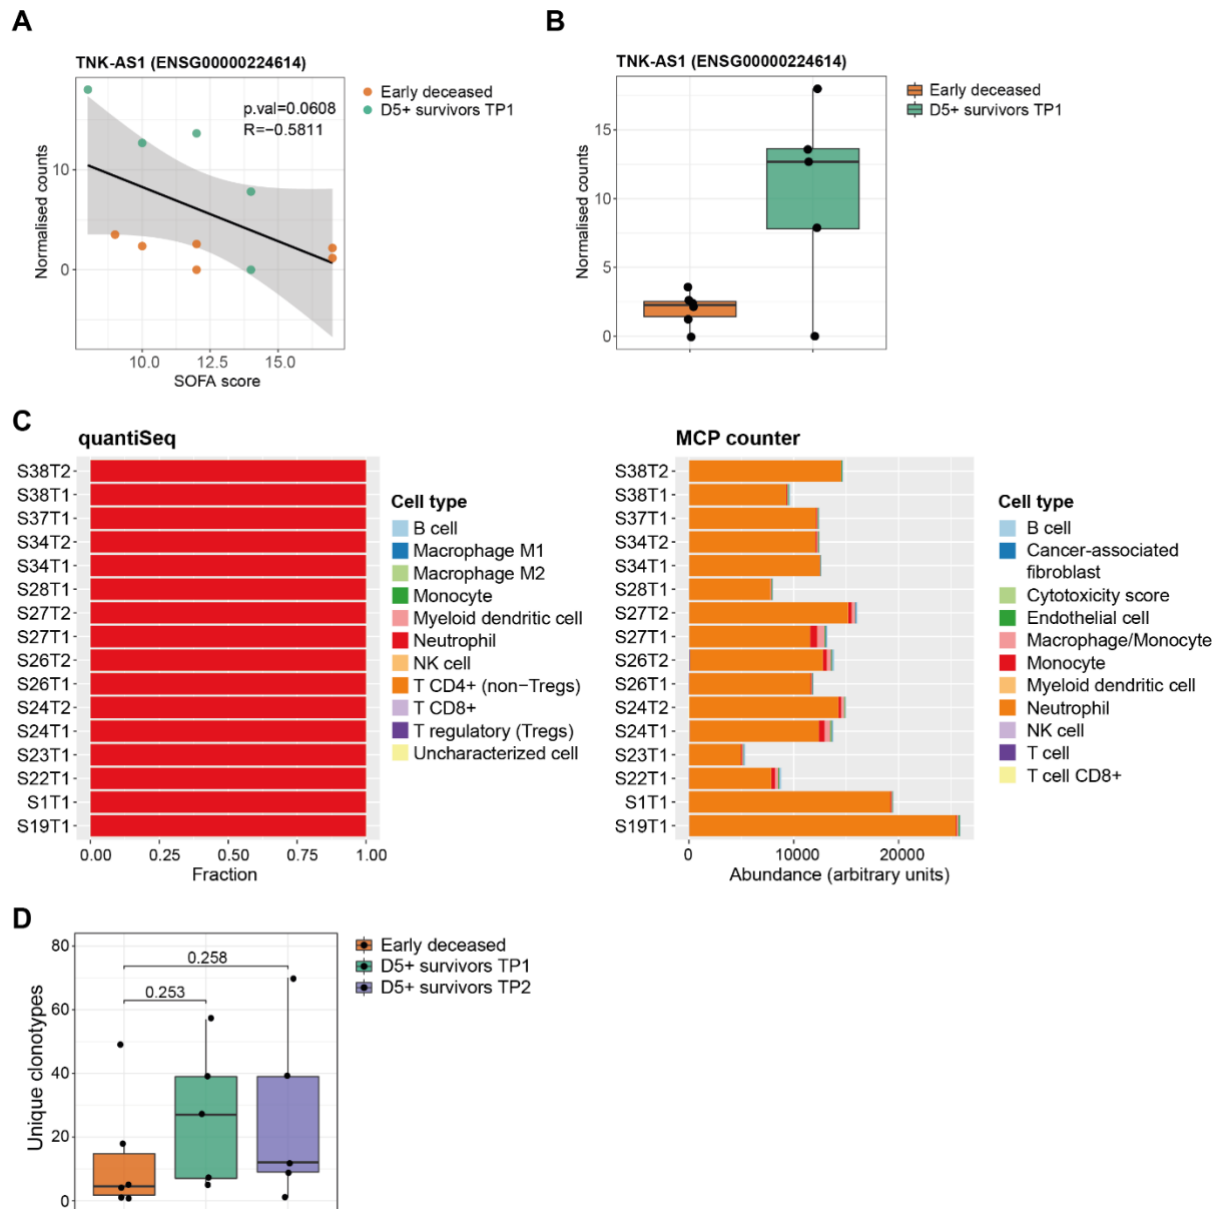 A
TNK-AS1 (ENSG00000224614)
p.val=0.0608
R=−0.5811
Early deceased
D5+ survivors TP1
Normalised counts
10
0
10.0
12.5
15.0
SOFA score
B
TNK-AS1 (ENSG00000224614)
Early deceased
D5+ survivors TP1
Normalised counts
15
10
5
0
C
quantiSeq
S38T2
S38T1
S37T1
S34T2
S34T1
S28T1
S27T2
S27T1
S26T2
S26T1
S24T2
S24T1
S23T1
S22T1
S1T1
S19T1
0.00
0.25
0.50
0.75
1.00
Fraction
Cell type
B cell
Macrophage M1
Macrophage M2
Monocyte
Myeloid dendritic cell
Neutrophil
NK cell
T CD4+ (non−Tregs)
T CD8+
T regulatory (Tregs)
Uncharacterized cell
MCP counter
S38T2
S38T1
S37T1
S34T2
S34T1
S28T1
S27T2
S27T1
S26T2
S26T1
S24T2
S24T1
S23T1
S22T1
S1T1
S19T1
0
10000
20000
Abundance (arbitrary units)
Cell type
B cell
Cancer-associated
fibroblast
Cytotoxicity score
Endothelial cell
Macrophage/Monocyte
Monocyte
Myeloid dendritic cell
Neutrophil
NK cell
T cell
T cell CD8+
D
Unique clonotypes
80
60
40
20
0
0.258
0.253
Early deceased
D5+ survivors TP1
D5+ survivors TP2